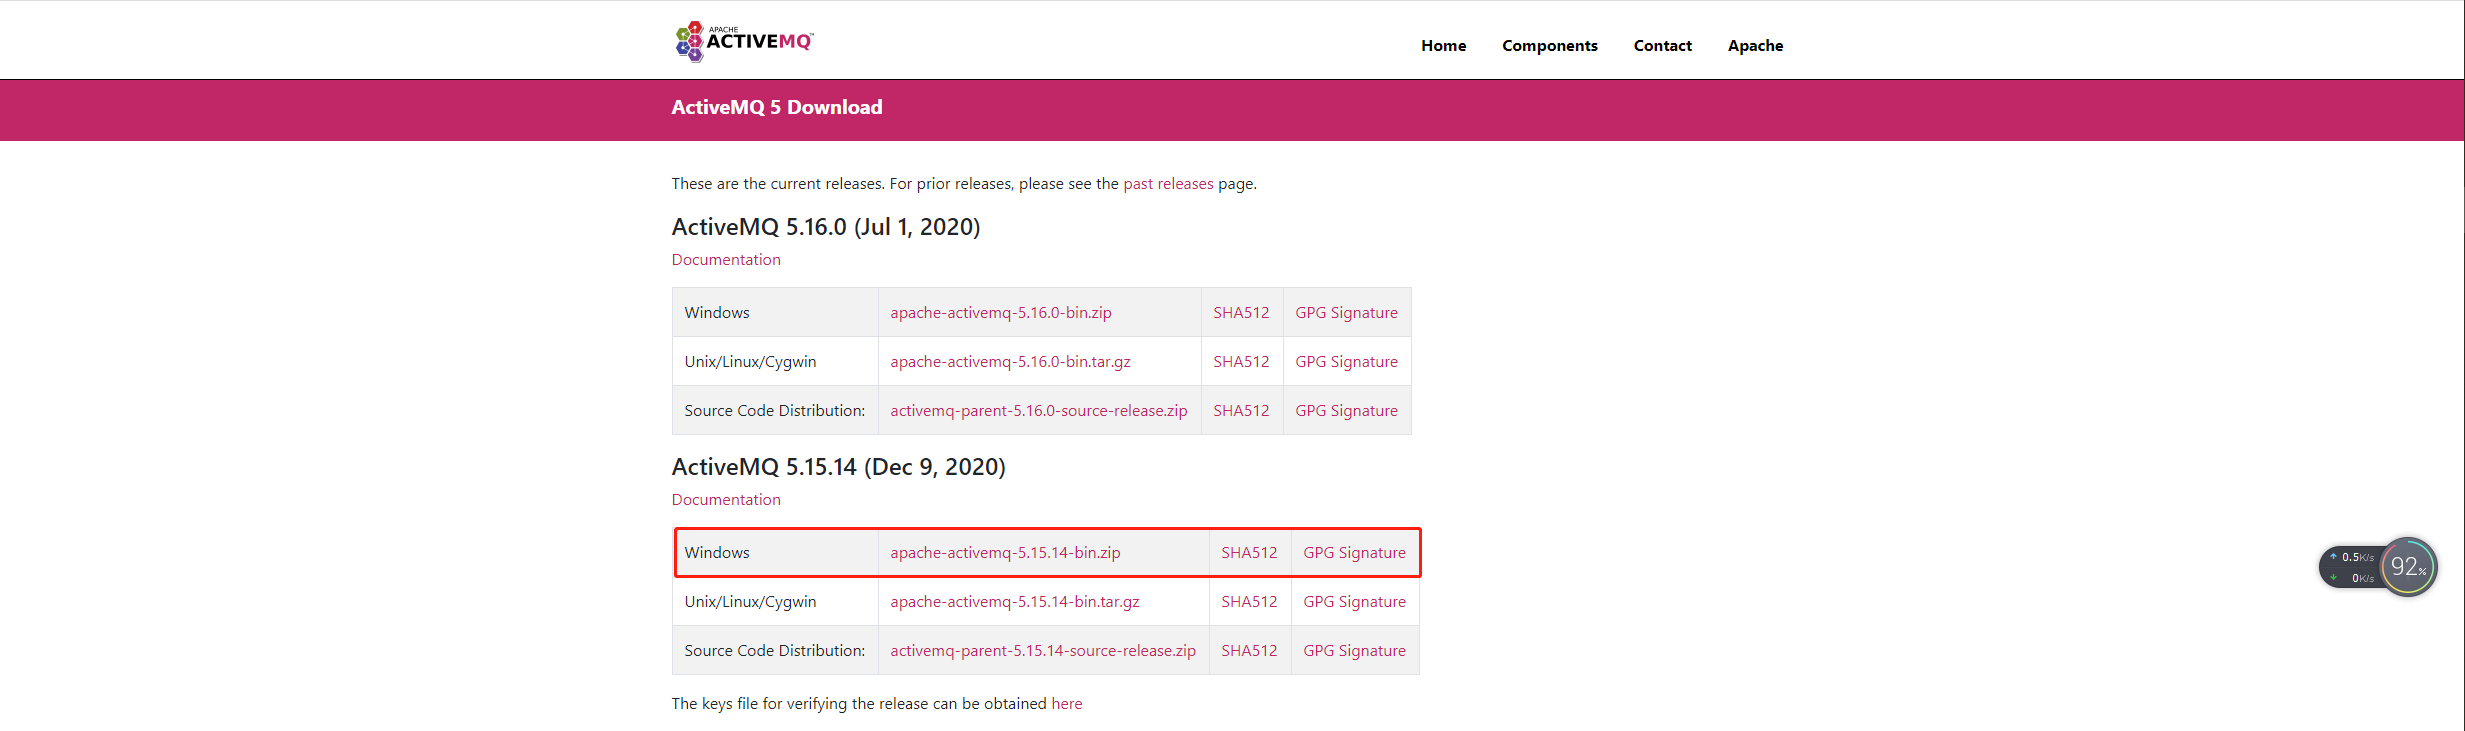 APACHE
ACTIVEMQ™
Home Components Contact Apache
ActiveMQ 5 Download
These are the current releases. For prior releases, please see the past releases page.
ActiveMQ 5.16.0 (Jul 1, 2020)
Documentation
Windows apache-activemq-5.16.0-bin.zip SHA512 GPG Signature
Unix/Linux/Cygwin apache-activemq-5.16.0-bin.tar.gz SHA512 GPG Signature
Source Code Distribution: activemq-parent-5.16.0-source-release.zip SHA512 GPG Signature
ActiveMQ 5.15.14 (Dec 9, 2020)
Documentation
Windows apache-activemq-5.15.14-bin.zip SHA512 GPG Signature
Unix/Linux/Cygwin apache-activemq-5.15.14-bin.tar.gz SHA512 GPG Signature
Source Code Distribution: activemq-parent-5.15.14-source-release.zip SHA512 GPG Signature
The keys file for verifying the release can be obtained here
0.5K/s
0K/s
92%